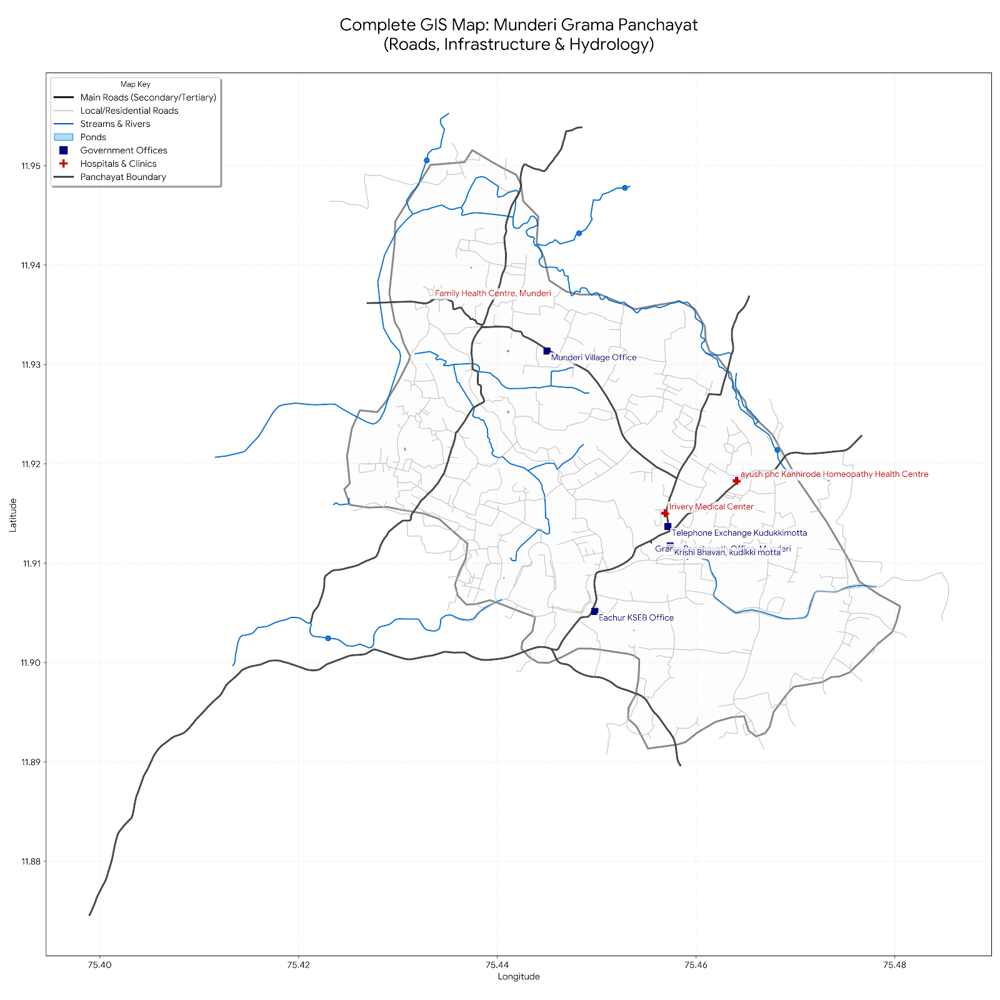 Complete GIS Map: Munderi Grama Panchayat
(Roads, Infrastructure & Hydrology)
Map Key
Main Roads (Secondary/Tertiary)
Local/Residential Roads
Streams & Rivers
Ponds
Government Offices
Hospitals & Clinics
Panchayat Boundary
11.95
11.94
Family Health Centre, Munderi
11.93
Munderi Village Office
11.92
ayush phc Kanhirode Homeopathy Health Centre
Irivery Medical Center
Telephone Exchange Kudukkimotta
Grama Panchayath Office, Munderi
Krishi Bhavan, kudikki motta
11.91
Eachur KSEB Office
11.90
11.89
11.88
Latitude
75.40
75.42
75.44
75.46
75.48
Longitude